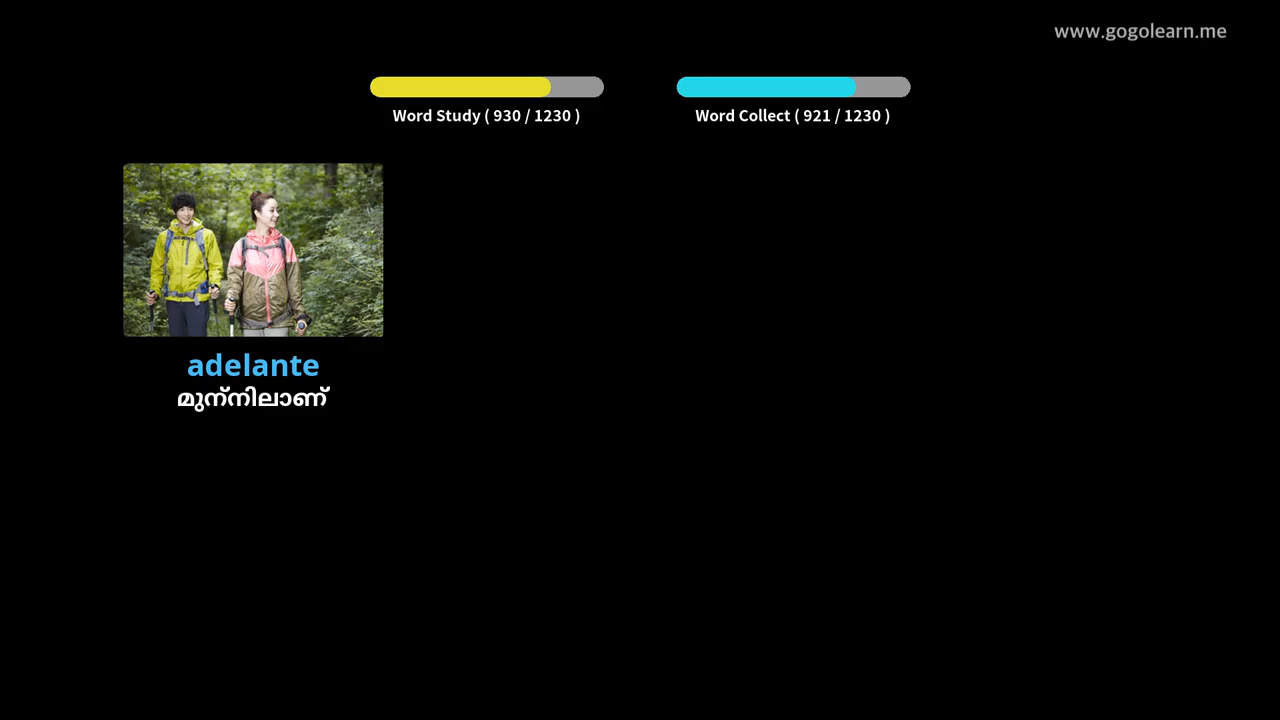 www.gogolearn.me
Word Study ( 930 / 1230 )
Word Collect ( 921 / 1230 )
adelante
മുന്നിലാണ്